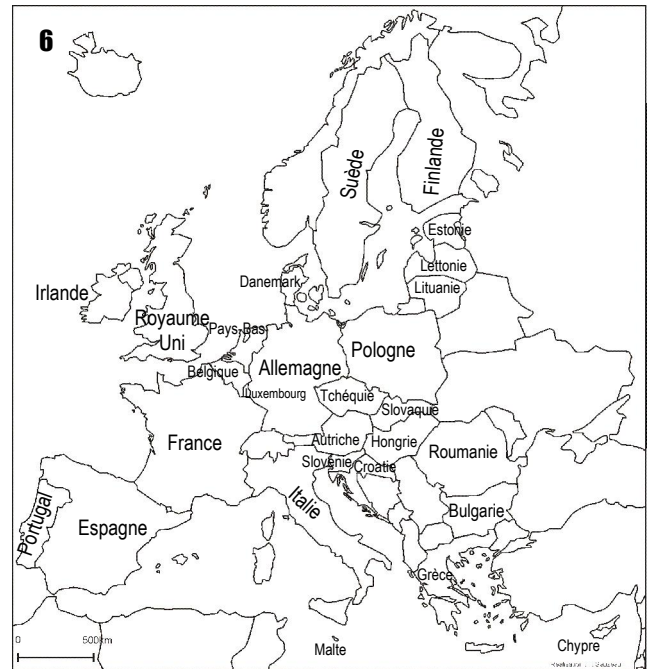 6
Suède
Finlande
Estonie
Lettonie
Lituanie
Danemark
Irlande
Royaume
Uni
Pays-Bas
Belgique
Allemagne
Pologne
Luxembourg
Tchéquie
Slovaquie
France
Autriche
Hongrie
Roumanie
Slovénie
Croatie
Italie
Portugal
Espagne
Bulgarie
Grèce
Malte
Chypre
0 500km